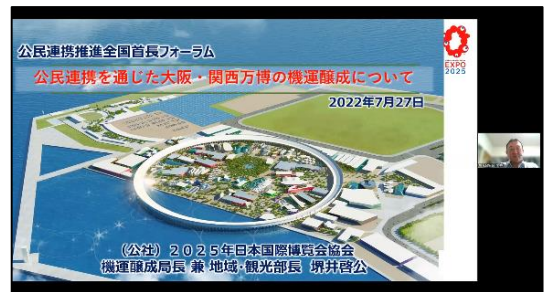 公民連携推進全国首長フォーラム
公民連携を通じた大阪・関西万博の機運醸成について
2022年7月27日
EXPO
2025
（公社）２０２５年日本国際博覧会協会
機運醸成局長 兼 地域・観光部長　堺井啓公